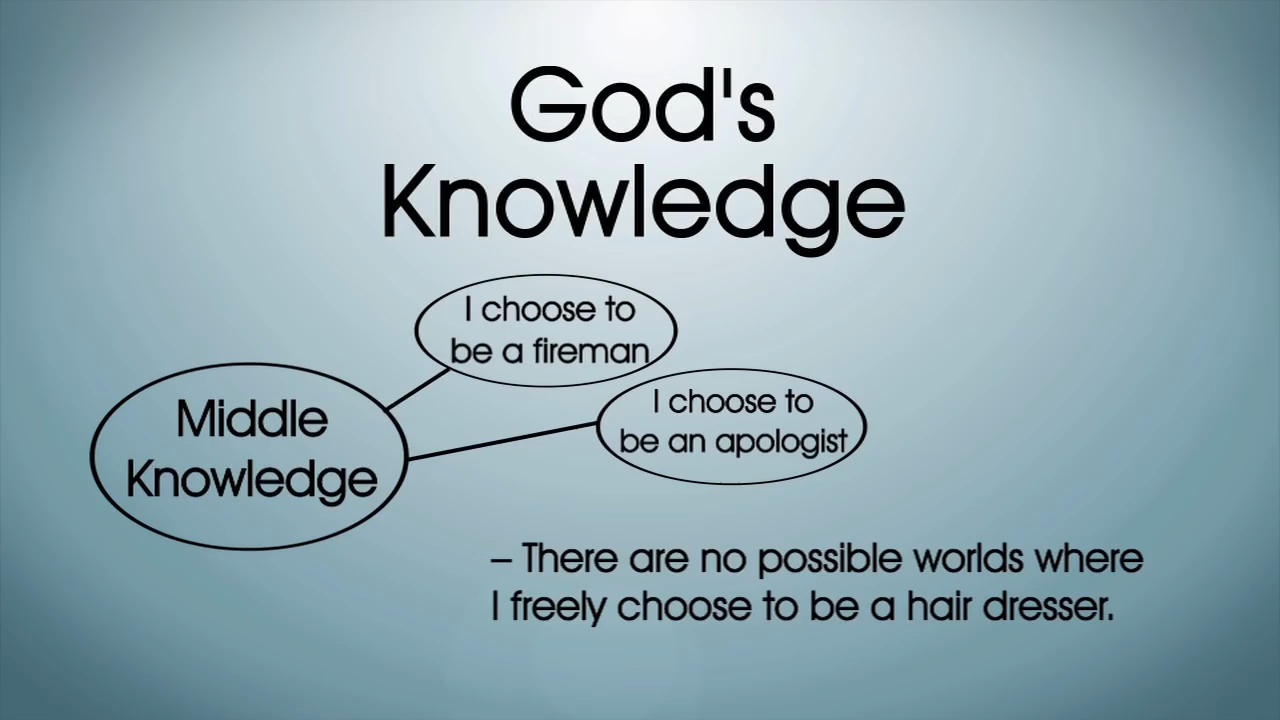 God's
Knowledge
I choose to
be a fireman
I choose to
be an apologist
Middle
Knowledge
– There are no possible worlds where
I freely choose to be a hair dresser.